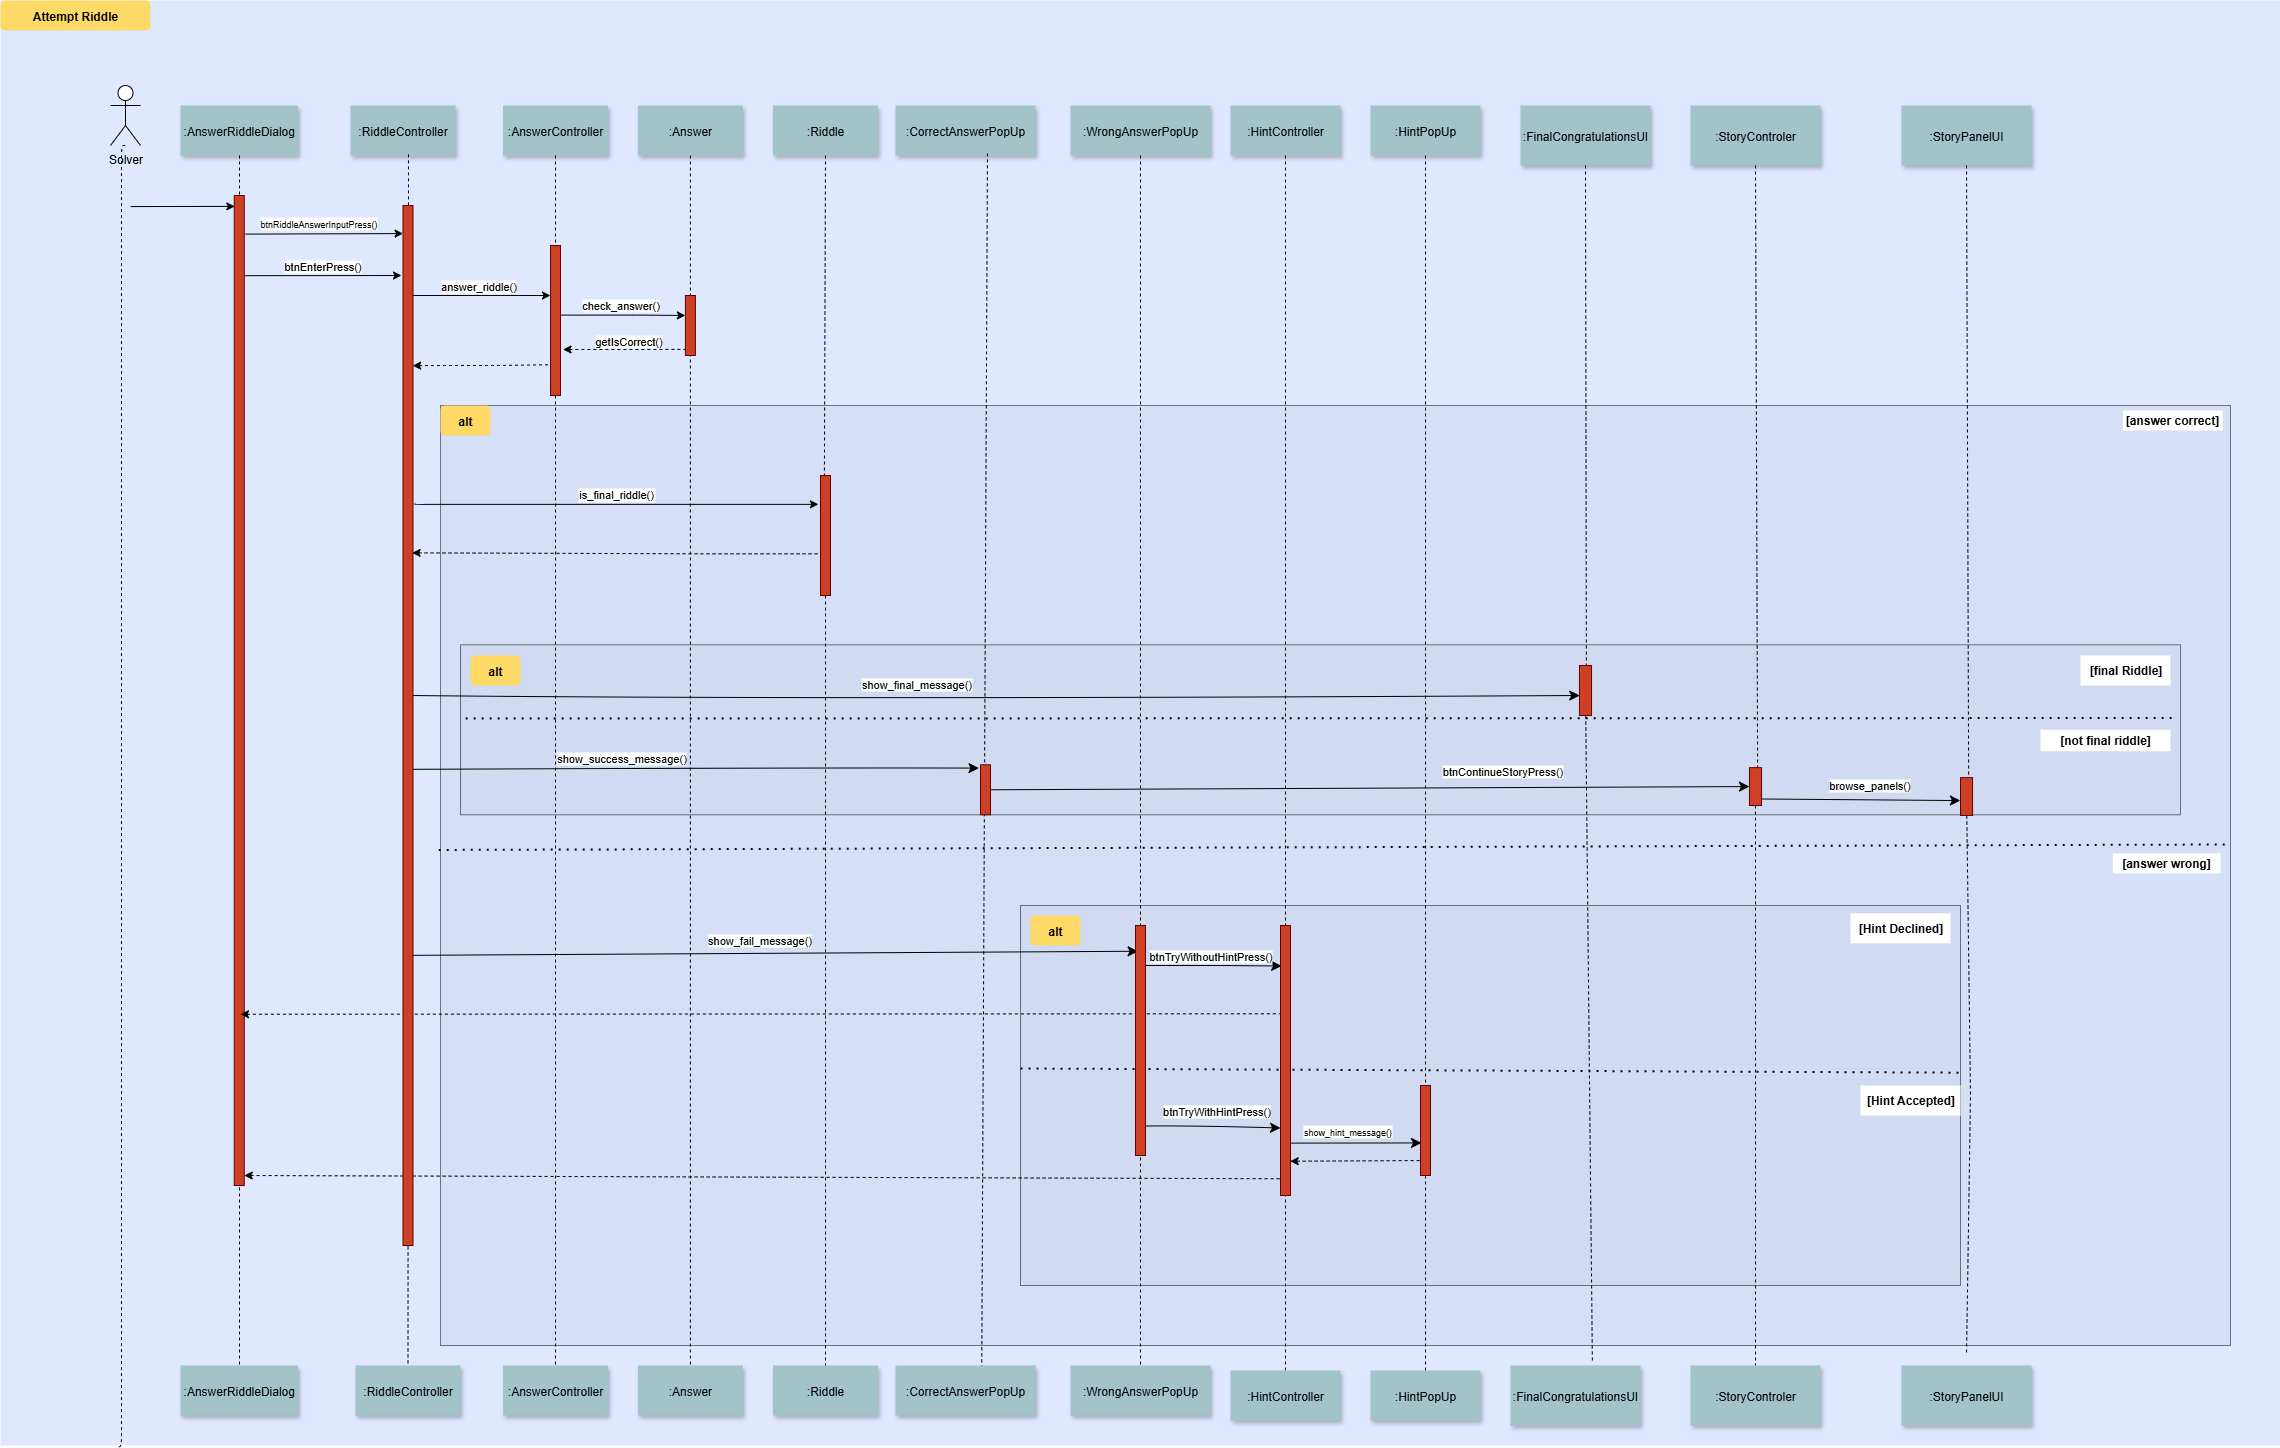 Attempt Riddle
Solver
:AnswerRiddleDialog
:RiddleController
:AnswerController
:Answer
:Riddle
:CorrectAnswerPopUp
:WrongAnswerPopUp
:HintController
:HintPopUp
:FinalCongratulationsUI
:StoryControler
:StoryPanelUI
btnRiddleAnswerInputPress()
btnEnterPress()
answer_riddle()
check_answer()
getIsCorrect()
alt
[answer correct]
is_final_riddle()
alt
[final Riddle]
show_final_message()
[not final riddle]
show_success_message()
btnContinueStoryPress()
browse_panels()
[answer wrong]
alt
[Hint Declined]
show_fail_message()
btnTryWithoutHintPress()
[Hint Accepted]
btnTryWithHintPress()
show_hint_message()
:AnswerRiddleDialog
:RiddleController
:AnswerController
:Answer
:Riddle
:CorrectAnswerPopUp
:WrongAnswerPopUp
:HintController
:HintPopUp
:FinalCongratulationsUI
:StoryControler
:StoryPanelUI